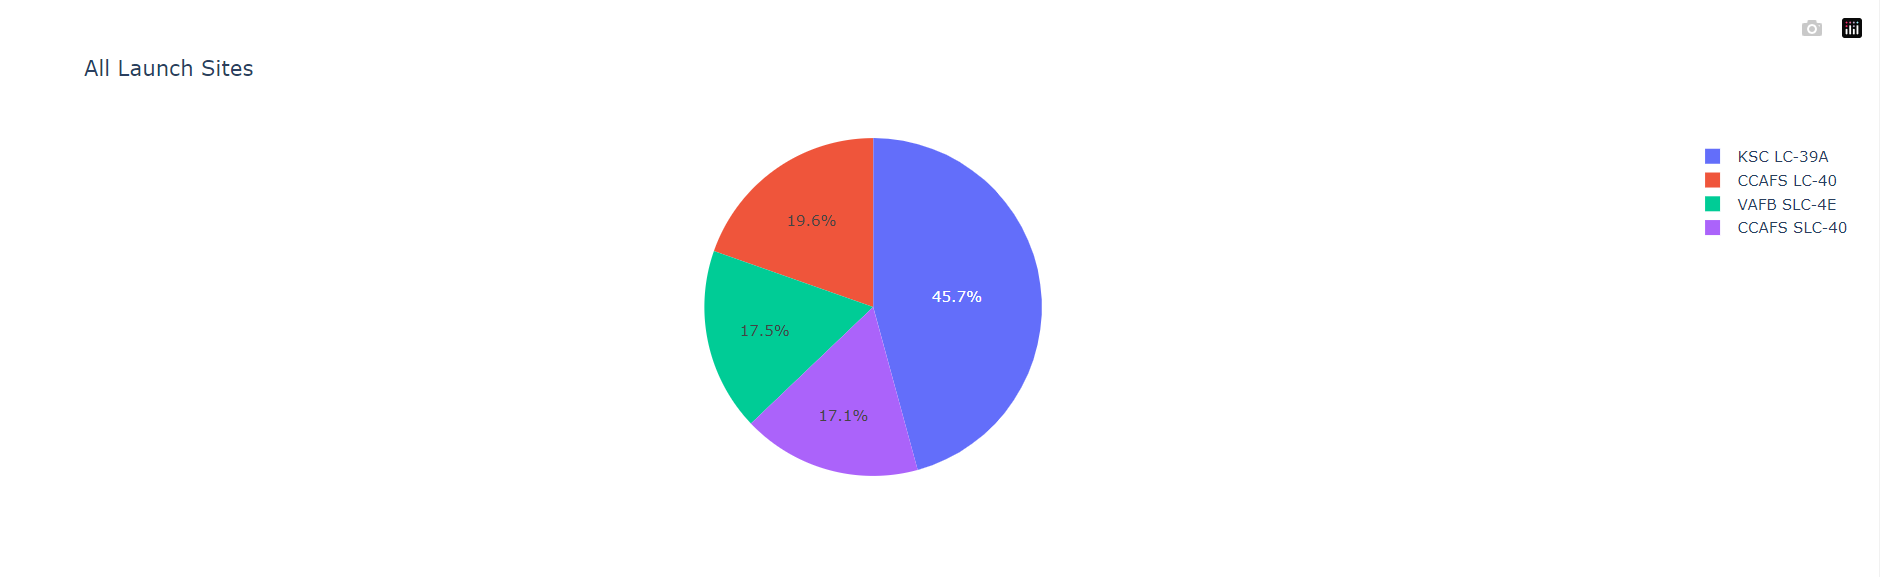 All Launch Sites
19.6%
45.7%
17.5%
17.1%
KSC LC-39A
CCAFS LC-40
VAFB SLC-4E
CCAFS SLC-40